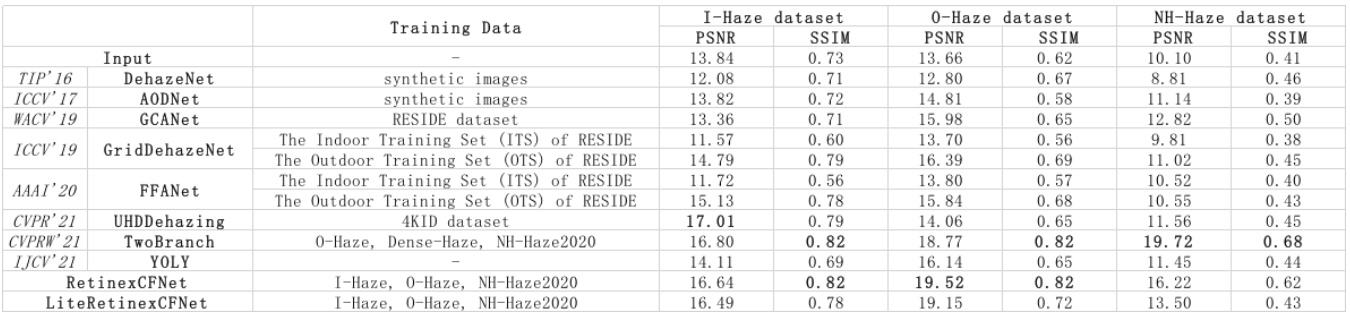 Training Data I-Haze dataset O-Haze dataset NH-Haze dataset
PSNR SSIM PSNR SSIM PSNR SSIM
Input – 13.84 0.73 13.66 0.62 10.10 0.41
TIP'16 DehazeNet synthetic images 12.08 0.71 12.80 0.67 8.81 0.46
ICCV'17 AODNet synthetic images 13.82 0.72 14.81 0.58 11.14 0.39
WACV'19 GCANet RESIDE dataset 13.36 0.71 15.98 0.65 12.82 0.50
ICCV'19 GridDehazeNet The Indoor Training Set (ITS) of RESIDE 11.57 0.60 13.70 0.56 9.81 0.38
The Outdoor Training Set (OTS) of RESIDE 14.79 0.79 16.39 0.69 11.02 0.45
AAAI'20 FFANet The Indoor Training Set (ITS) of RESIDE 11.72 0.56 13.80 0.57 10.52 0.40
The Outdoor Training Set (OTS) of RESIDE 15.13 0.78 15.84 0.68 10.55 0.43
CVPR'21 UHDDehazing 4KID dataset 17.01 0.79 14.06 0.65 11.56 0.45
CVPRW'21 TwoBranch O-Haze, Dense-Haze, NH-Haze2020 16.80 0.82 18.77 0.82 19.72 0.68
IJCV'21 YOLY – 14.11 0.69 16.14 0.65 11.45 0.44
RetinexCFNet I-Haze, O-Haze, NH-Haze2020 16.64 0.82 19.52 0.82 16.22 0.62
LiteRetinexCFNet I-Haze, O-Haze, NH-Haze2020 16.49 0.78 19.15 0.72 13.50 0.43